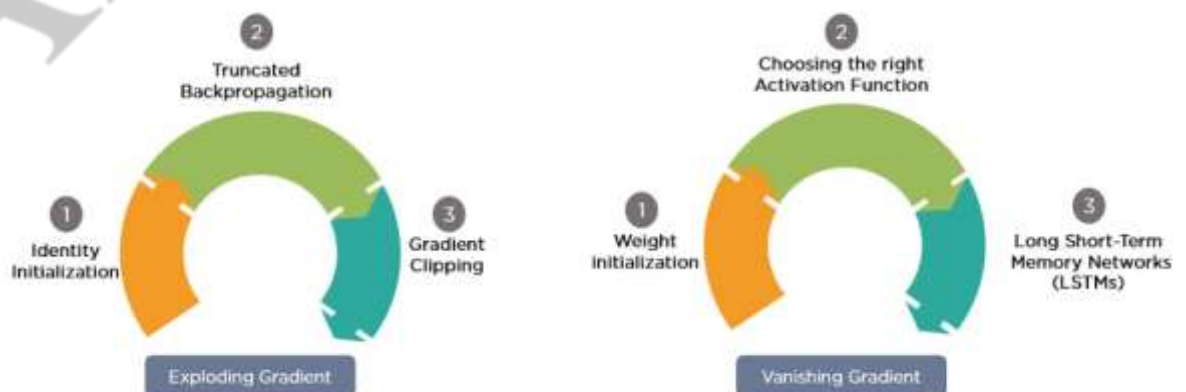 2
Truncated
Backpropagation
1
Identity
Initialization
3
Gradient
Clipping
Exploding Gradient
2
Choosing the right
Activation Function
1
Weight
Initialization
3
Long Short-Term
Memory Networks
(LSTMs)
Vanishing Gradient